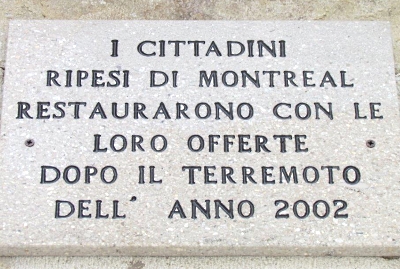 I CITTADINI
RIPESI DI MONTREAL
RESTAURARONO CON LE
LORO OFFERTE
DOPO IL TERREMOTO
DELL' ANNO 2002